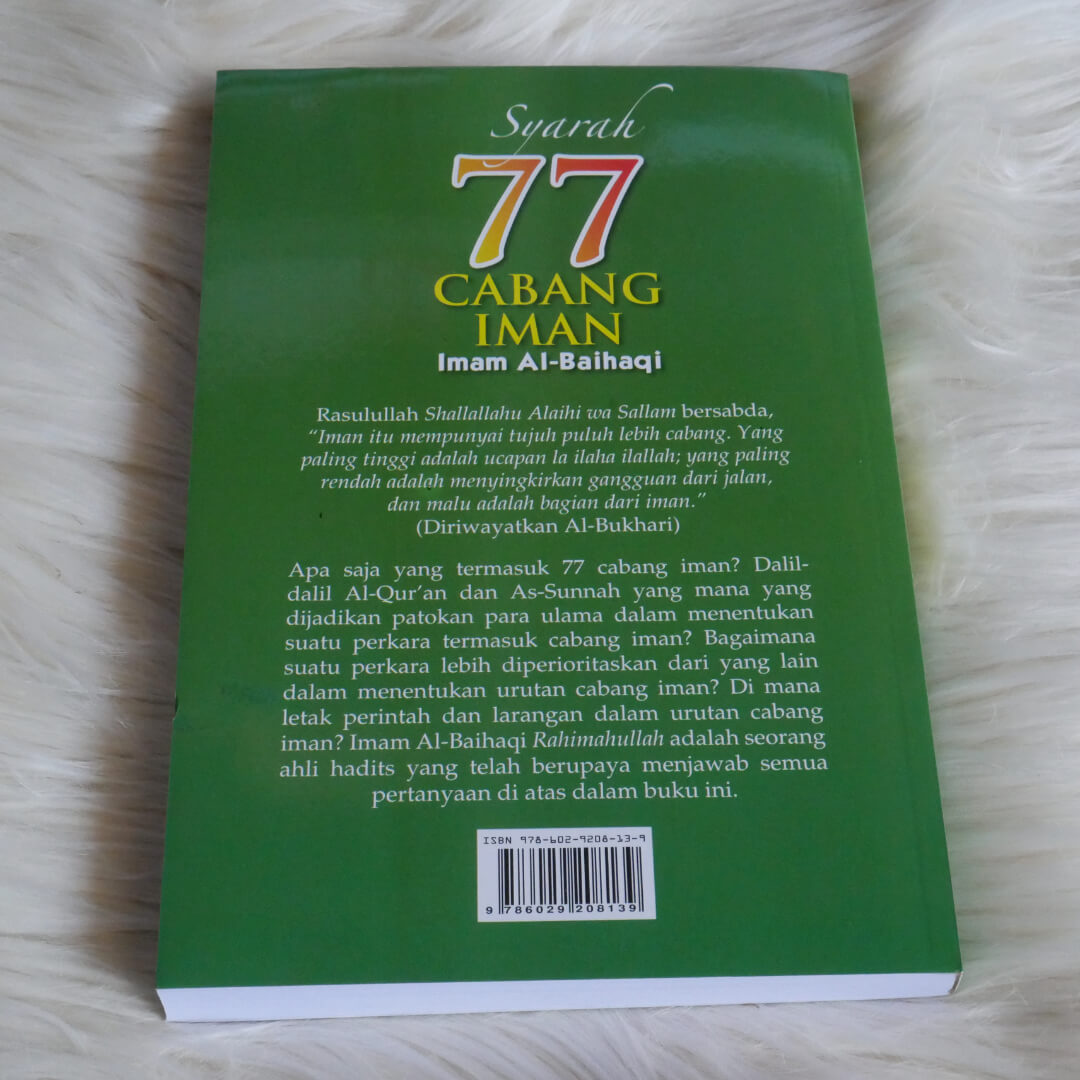 Syarah
77
CABANG
IMAN
Imam Al-Baihaqi
Rasulullah Shallallahu Alaihi wa Sallam bersabda,
“Iman itu mempunyai tujuh puluh lebih cabang. Yang
paling tinggi adalah ucapan la ilaha ilallah; yang paling
rendah adalah menyingkirkan gangguan dari jalan,
dan malu adalah bagian dari iman.”
(Diriwayatkan Al-Bukhari)
Apa saja yang termasuk 77 cabang iman? Dalil-
dalil Al-Qur’an dan As-Sunnah yang mana yang
dijadikan patokan para ulama dalam menentukan
suatu perkara termasuk cabang iman? Bagaimana
suatu perkara lebih diperioritaskan dari yang lain
dalam menentukan urutan cabang iman? Di mana
letak perintah dan larangan dalam urutan cabang
iman? Imam Al-Baihaqi Rahimahullah adalah seorang
ahli hadits yang telah berupaya menjawab semua
pertanyaan di atas dalam buku ini.
ISBN 978-602-9208-13-9
9 786029 208139